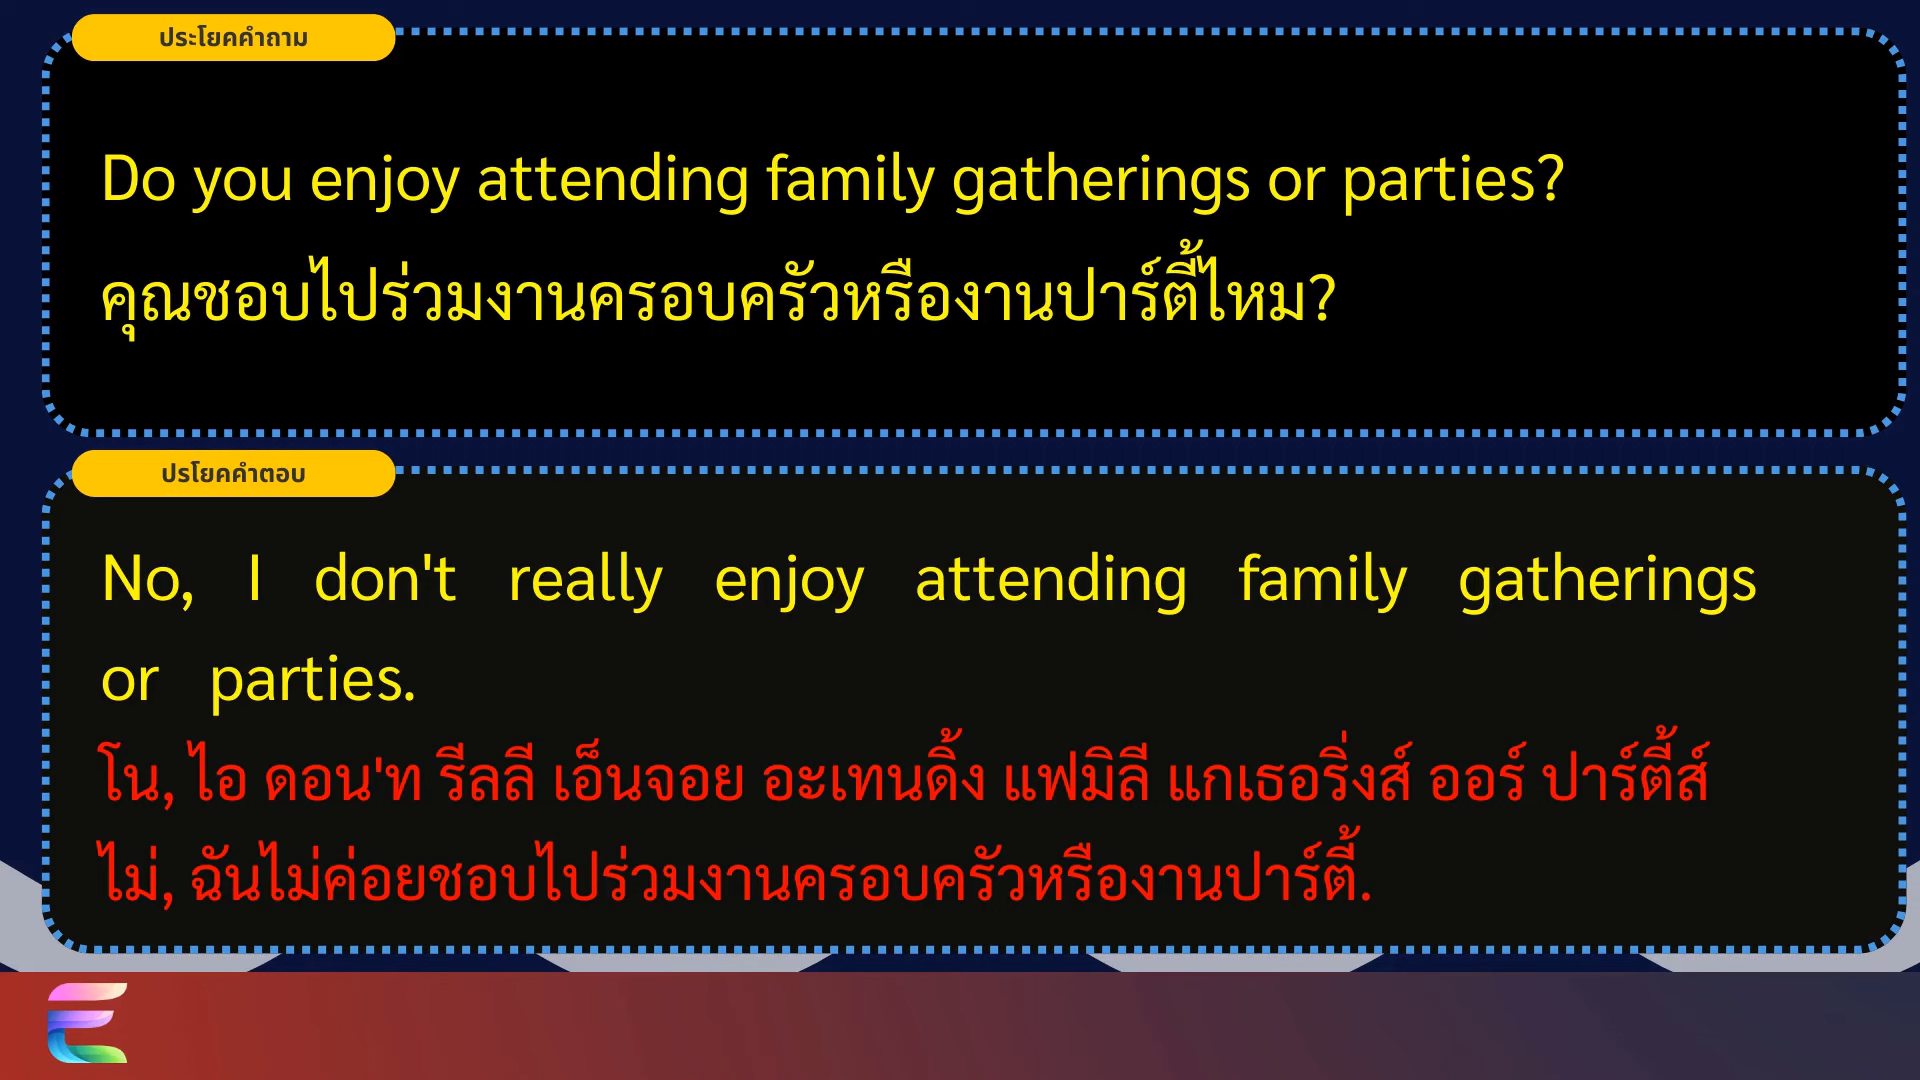 ประโยคคำถาม
Do you enjoy attending family gatherings or parties?
คุณชอบไปร่วมงานครอบครัวหรืองานปาร์ตี้ไหม?
ปรโยคคำตอบ
No, I don't really enjoy attending family gatherings
or parties.
โน, ไอ ดอน'ท รีลลี เอ็นจอย อะเทนดิ้ง แฟมิลี แกเธอริ่งส์ ออร์ ปาร์ตี้ส์
ไม่, ฉันไม่ค่อยชอบไปร่วมงานครอบครัวหรืองานปาร์ตี้.